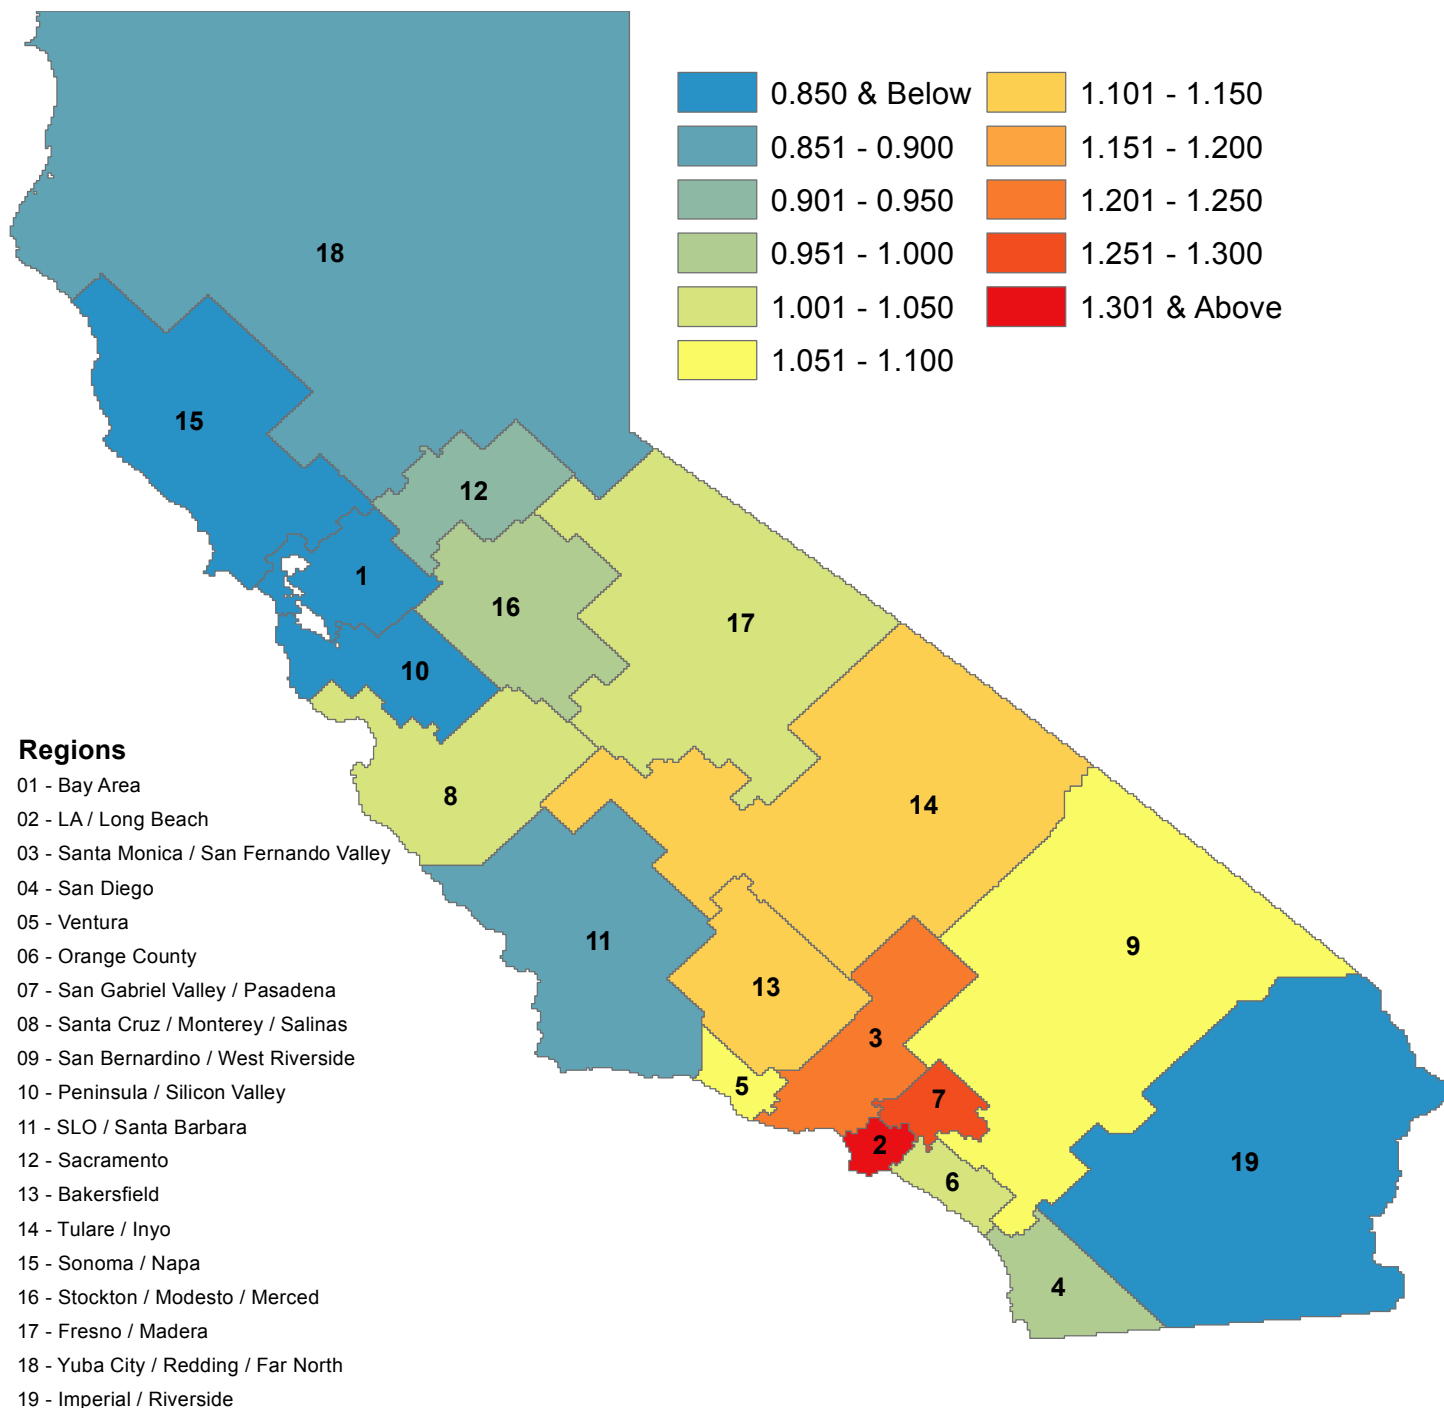 0.850 & Below
1.101 - 1.150
0.851 - 0.900
1.151 - 1.200
0.901 - 0.950
1.201 - 1.250
0.951 - 1.000
1.251 - 1.300
1.001 - 1.050
1.301 & Above
1.051 - 1.100
18
15
12
1
16
17
10
8
14
11
9
13
3
5
7
2
19
6
4
Regions
01 - Bay Area
02 - LA / Long Beach
03 - Santa Monica / San Fernando Valley
04 - San Diego
05 - Ventura
06 - Orange County
07 - San Gabriel Valley / Pasadena
08 - Santa Cruz / Monterey / Salinas
09 - San Bernardino / West Riverside
10 - Peninsula / Silicon Valley
11 - SLO / Santa Barbara
12 - Sacramento
13 - Bakersfield
14 - Tulare / Inyo
15 - Sonoma / Napa
16 - Stockton / Modesto / Merced
17 - Fresno / Madera
18 - Yuba City / Redding / Far North
19 - Imperial / Riverside